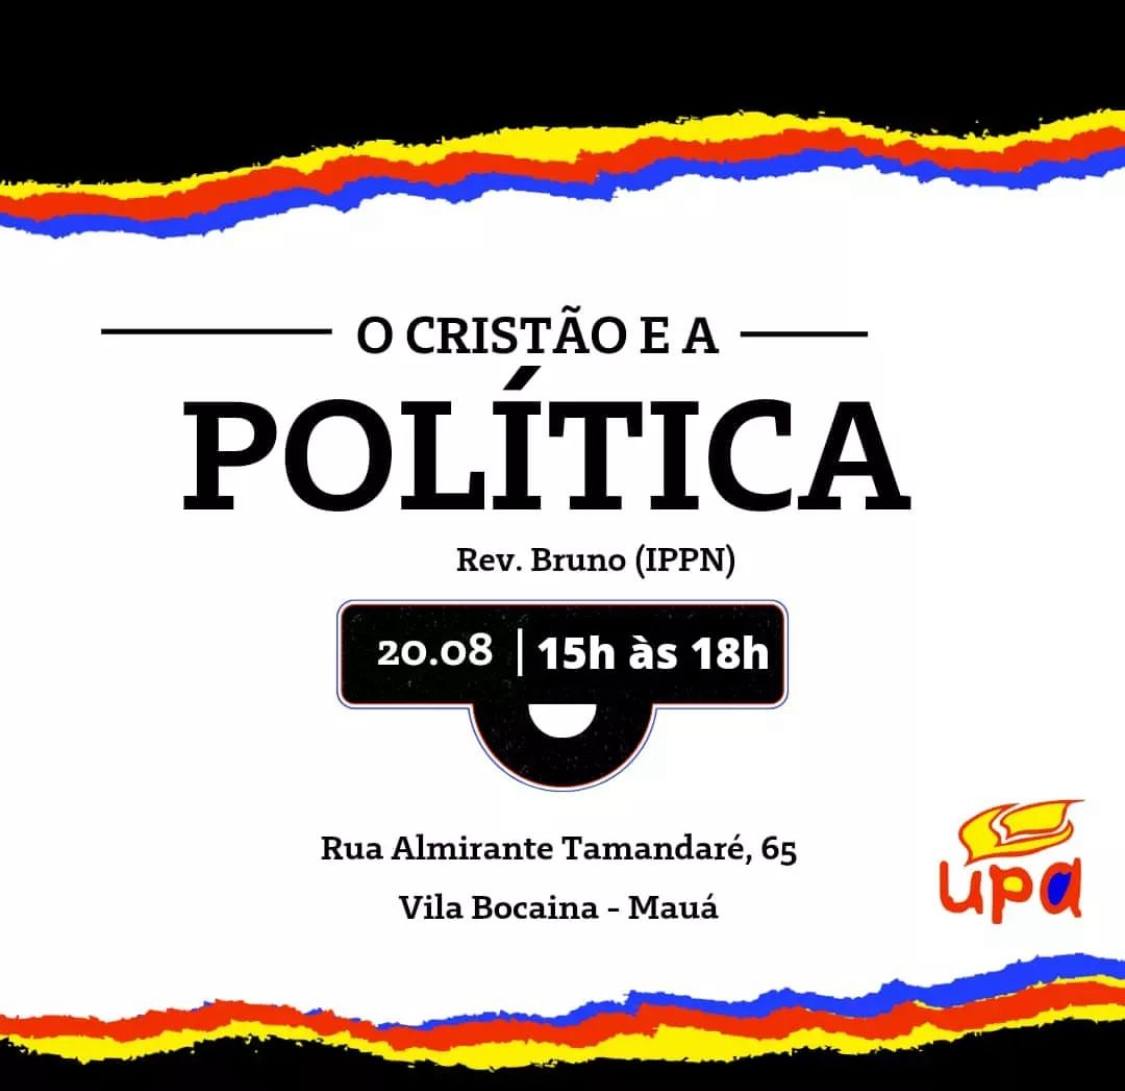 O CRISTÃO E A
POLÍTICA
Rev. Bruno (IPPN)
20.08 | 15h às 18h
Rua Almirante Tamandaré, 65
Vila Bocaina - Mauá
upa